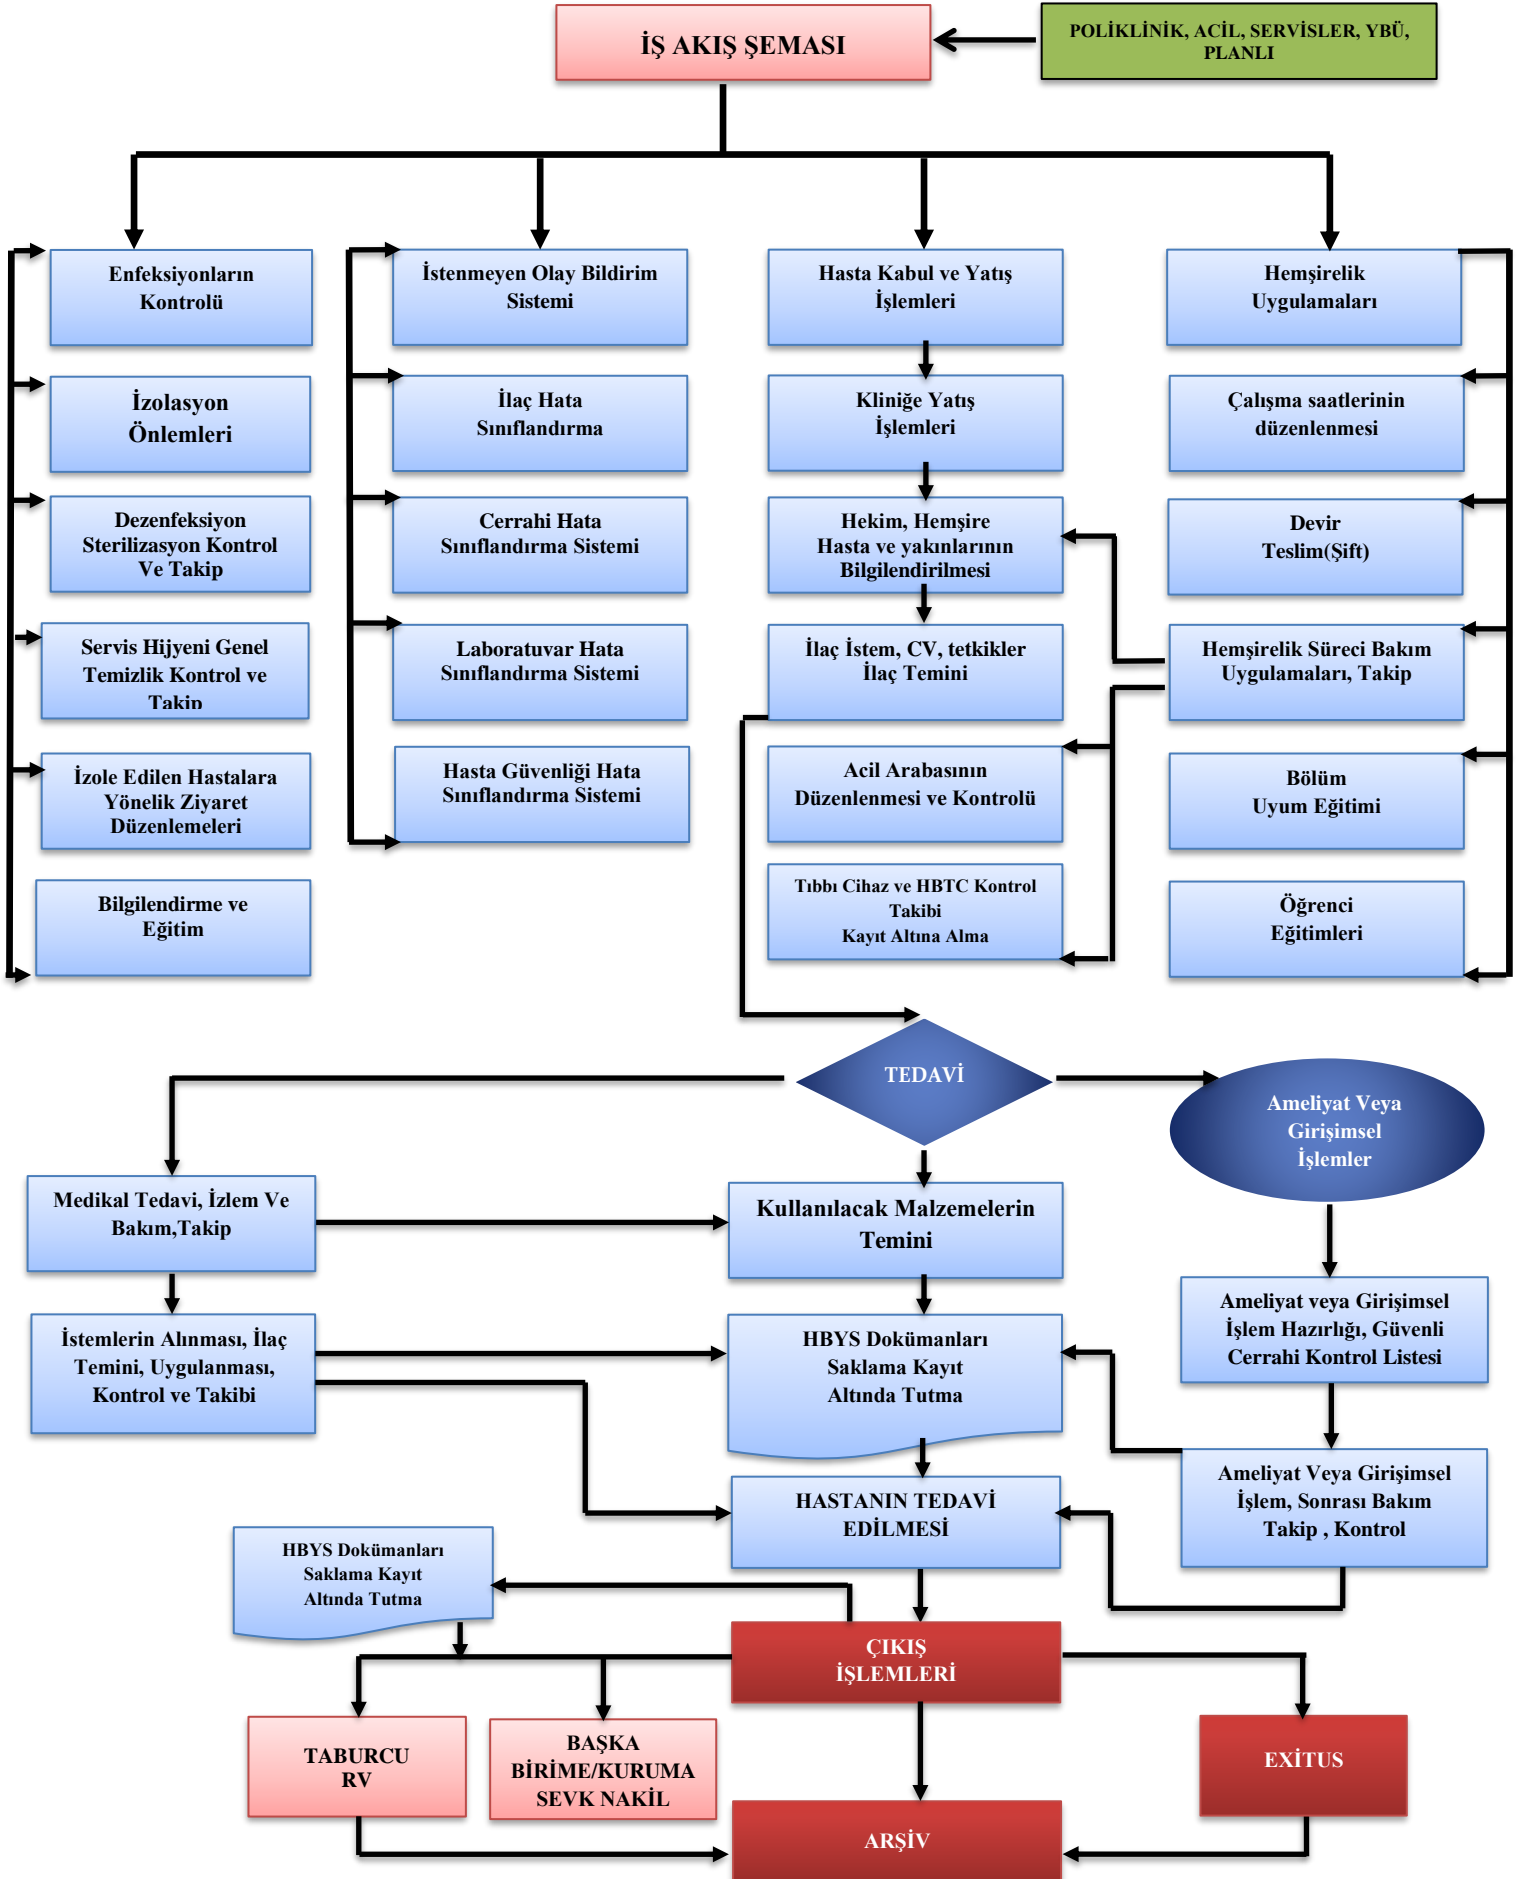 İŞ AKIŞ ŞEMASI
POLİKLİNİK, ACİL, SERVİSLER, YBÜ,
PLANLI
Enfeksiyonların
Kontrolü
İstenmeyen Olay Bildirim
Sistemi
Hasta Kabul ve Yatış
İşlemleri
Hemşirelik
Uygulamaları
İzolasyon
Önlemleri
İlaç Hata
Sınıflandırma
Kliniğe Yatış
İşlemleri
Çalışma saatlerinin
düzenlenmesi
Dezenfeksiyon
Sterilizasyon Kontrol
Ve Takip
Cerrahi Hata
Sınıflandırma Sistemi
Hekim, Hemşire
Hasta ve yakınlarının
Bilgilendirilmesi
Devir
Teslim(Şift)
Servis Hijyeni Genel
Temizlik Kontrol ve
Takip
Laboratuvar Hata
Sınıflandırma Sistemi
İlaç İstem, CV, tetkikler
İlaç Temini
Hemşirelik Süreci Bakım
Uygulamaları, Takip
İzole Edilen Hastalara
Yönelik Ziyaret
Düzenlemeleri
Hasta Güvenliği Hata
Sınıflandırma Sistemi
Acil Arabasının
Düzenlenmesi ve Kontrolü
Bölüm
Uyum Eğitimi
Bilgilendirme ve
Eğitim
Tıbbı Cihaz ve HBTC Kontrol
Takibi
Kayıt Altına Alma
Öğrenci
Eğitimleri
TEDAVİ
Ameliyat Veya
Girişimsel
İşlemler
Medikal Tedavi, İzlem Ve
Bakım,Takip
Kullanılacak Malzemelerin
Temini
Ameliyat veya Girişimsel
İşlem Hazırlığı, Güvenli
Cerrahi Kontrol Listesi
İstemlerin Alınması, İlaç
Temini, Uygulanması,
Kontrol ve Takibi
HBYS Dokümanları
Saklama Kayıt
Altında Tutma
Ameliyat Veya Girişimsel
İşlem, Sonrası Bakım
Takip , Kontrol
HASTANIN TEDAVİ
EDİLMESİ
HBYS Dokümanları
Saklama Kayıt
Altında Tutma
ÇIKIŞ
İŞLEMLERİ
TABURCU
RV
BAŞKA
BİRİME/KURUMA
SEVK NAKİL
EXİTUS
ARŞİV